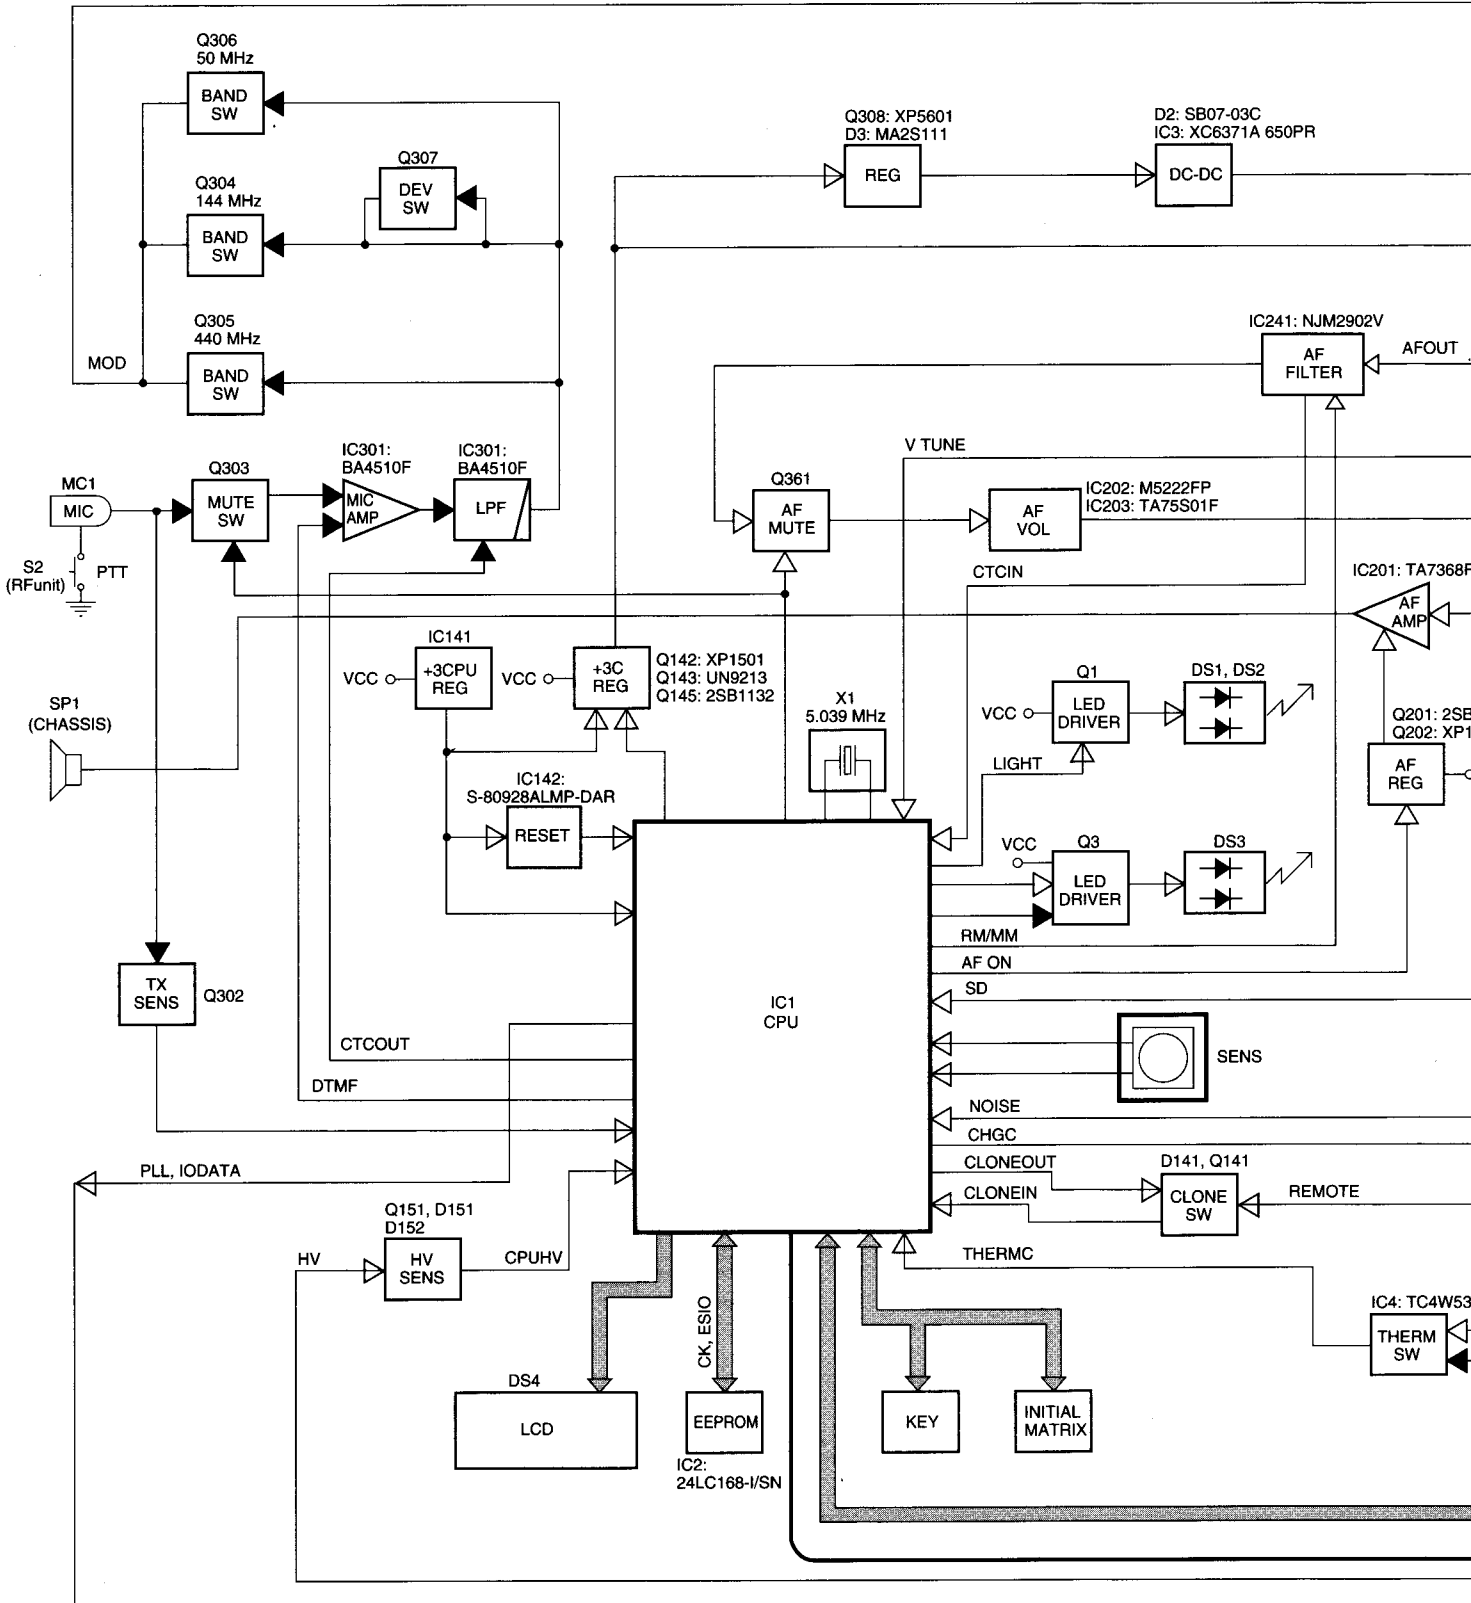 Q306
50 MHz
BAND
SW
Q307
DEV
SW
Q304
144 MHz
BAND
SW
Q305
440 MHz
BAND
SW
MOD
Q308: XP5601
D3: MA2S111
REG
D2: SB07-03C
IC3: XC6371A 650PR
DC-DC
IC241: NJM2902V
AF
FILTER
AFOUT
V TUNE
MC1
MIC
Q303
MUTE
SW
IC301:
BA4510F
MIC
AMP
IC301:
BA4510F
LPF
S2
(RFunit)
PTT
Q361
AF
MUTE
AF
VOL
IC202: M5222FP
IC203: TA75S01F
CTCIN
IC201: TA7368F
AF
AMP
IC141
VCC
+3CPU
REG
VCC
+3C
REG
Q142: XP1501
Q143: UN9213
Q145: 2SB1132
X1
5.039 MHz
Q1
VCC
LED
DRIVER
DS1, DS2
LIGHT
Q201: 2SB
Q202: XP1
AF
REG
SP1
(CHASSIS)
IC142:
S-80928ALMP-DAR
RESET
VCC
Q3
LED
DRIVER
DS3
RM/MM
AF ON
SD
TX
SENS
Q302
IC1
CPU
SENS
CTCOUT
DTMF
NOISE
CHGC
CLONEOUT
CLONEIN
D141, Q141
CLONE
SW
REMOTE
PLL, IODATA
Q151, D151
D152
HV
HV
SENS
CPUHV
THERMC
IC4: TC4W53
THERM
SW
CK, ESIO
DS4
LCD
EEPROM
IC2:
24LC168-I/SN
KEY
INITIAL
MATRIX